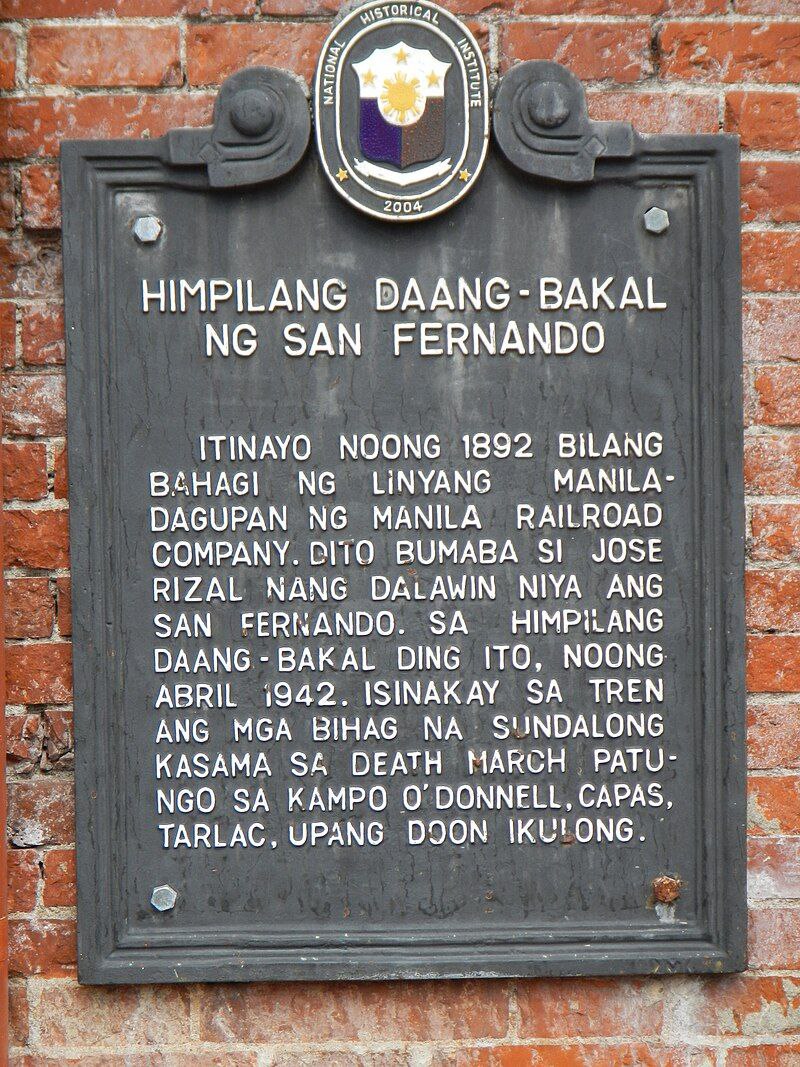 NATIONAL HISTORICAL INSTITUTE
2004
HIMPILANG DAANG-BAKAL
NG SAN FERNANDO
ITINAYO NOONG 1892 BILANG
BAHAGI NG LINYANG MANILA-
DAGUPAN NG MANILA RAILROAD
COMPANY. DITO BUMABA SI JOSE
RIZAL NANG DALAWIN NIYA ANG
SAN FERNANDO. SA HIMPILANG
DAANG-BAKAL DING ITO, NOONG
ABRIL 1942. ISINAKAY SA TREN
ANG MGA BIHAG NA SUNDALONG
KASAMA SA DEATH MARCH PATU-
NGO SA KAMPO O'DONNELL, CAPAS,
TARLAC, UPANG DOON IKULONG.